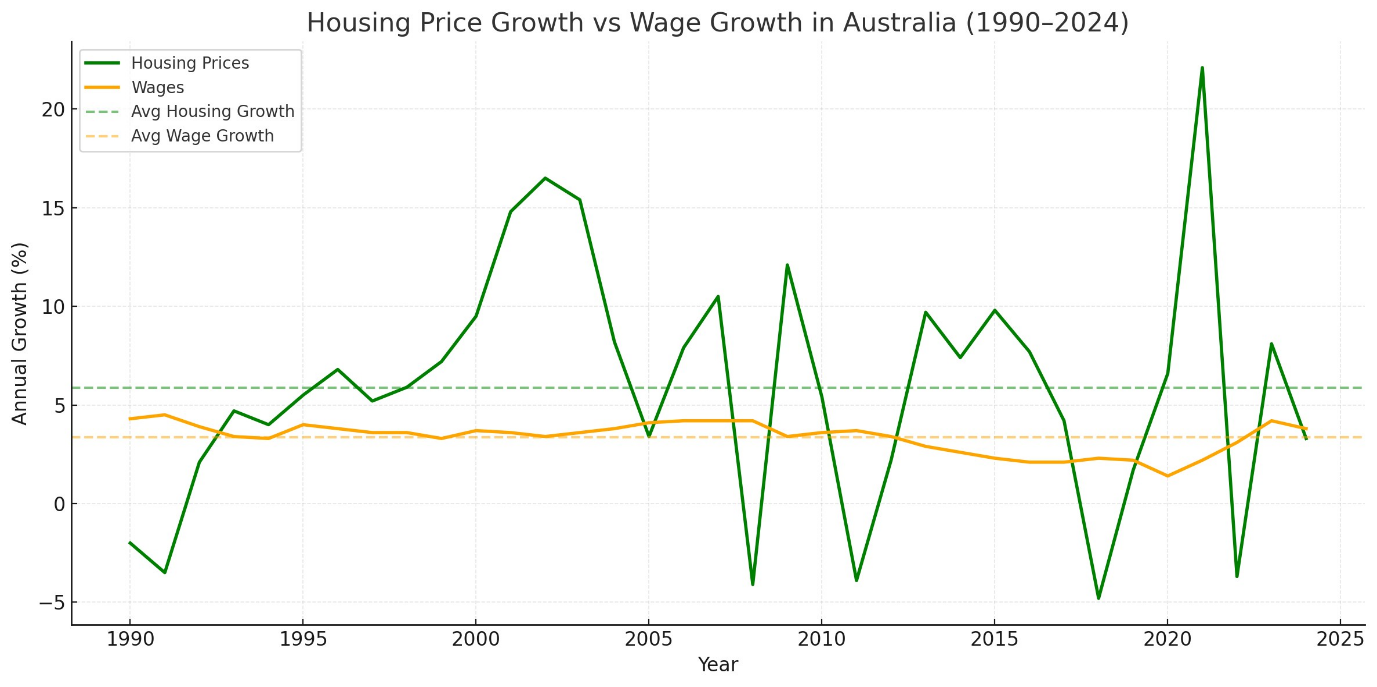 Housing Price Growth vs Wage Growth in Australia (1990–2024)
Housing Prices
Wages
Avg Housing Growth
Avg Wage Growth
Annual Growth (%)
20
15
10
5
0
−5
1990 1995 2000 2005 2010 2015 2020 2025
Year